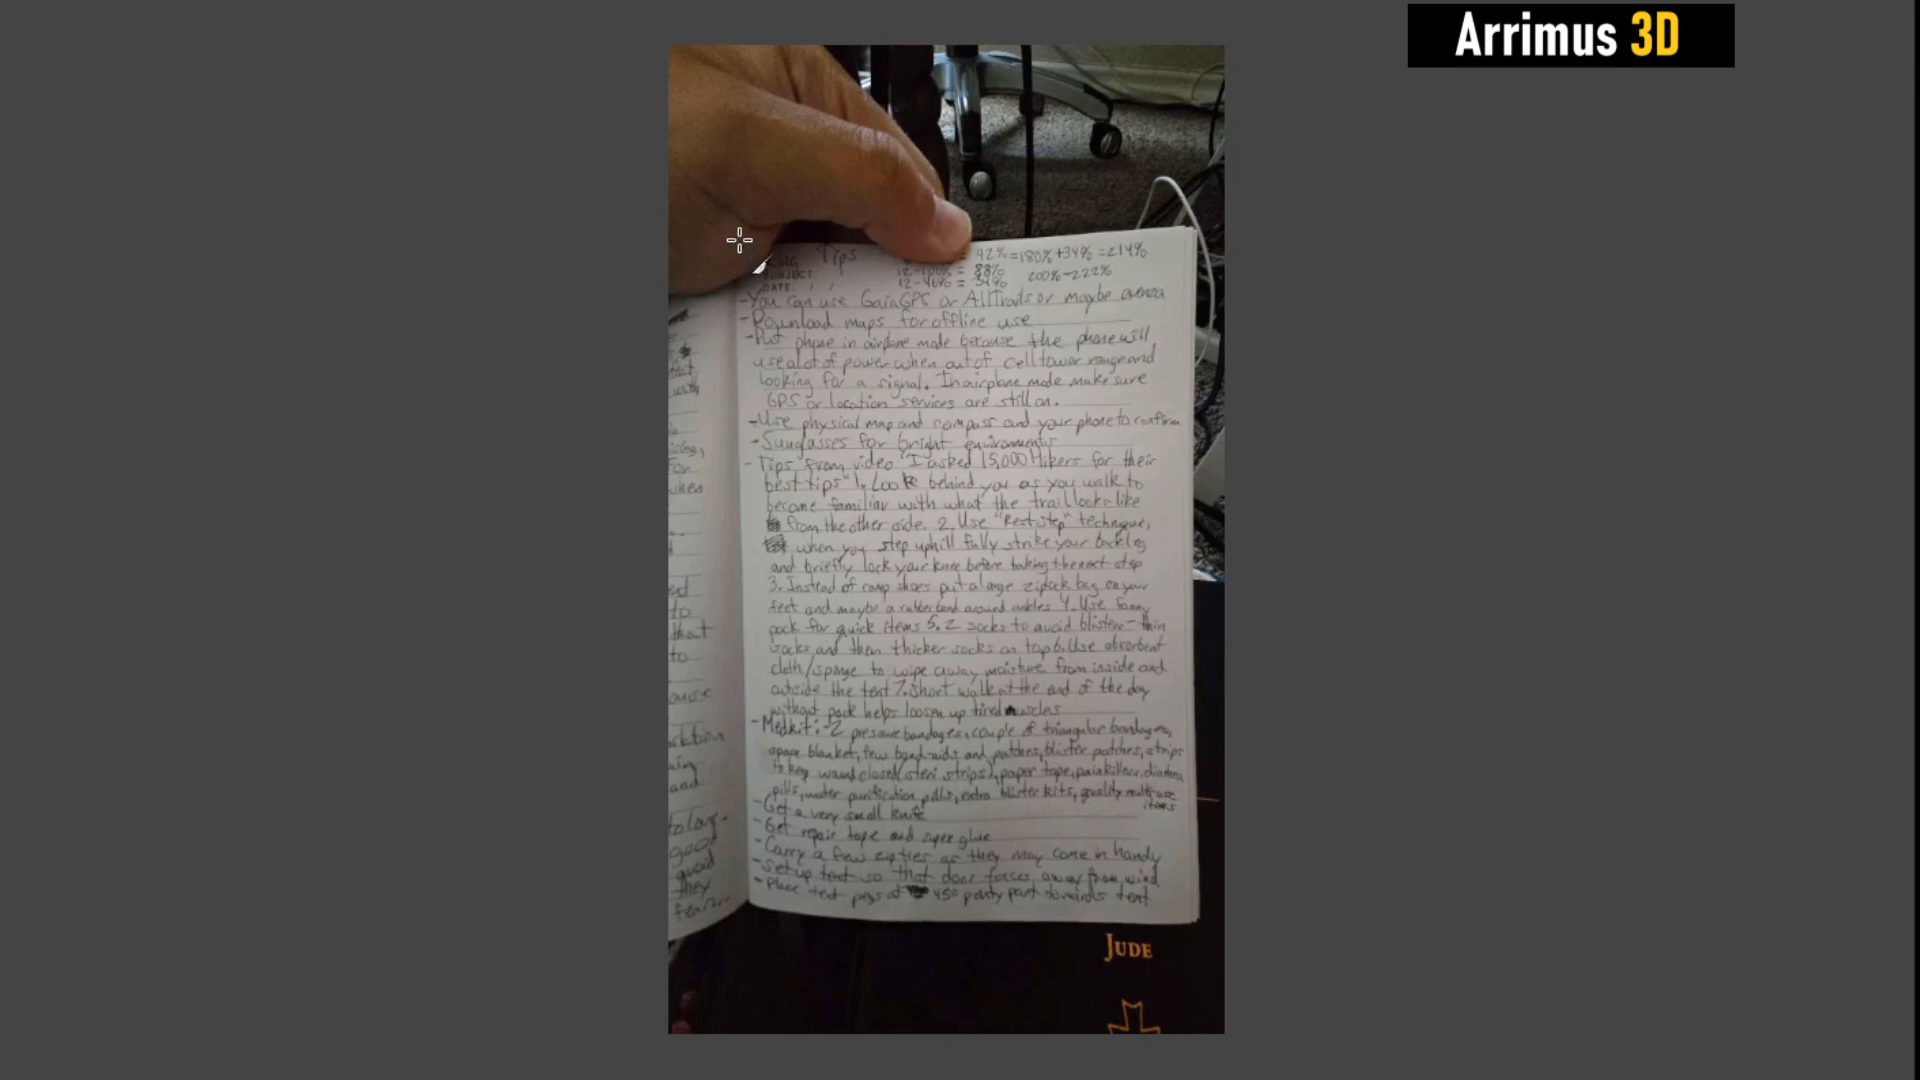 Arrimus 3D
Tips
92% = 180% + 34% = 214%
SUBJECT:
12-100% = 88% 200% - 222%
DATE: / / 12-46% = 34%
- You can use GaiaGPS or AllTrails or maybe avenza
- Download maps for offline use
- Put phone in airplane mode because the phone will
use a lot of power when out of cell tower range and
looking for a signal. In airplane mode make sure
GPS or location services are still on.
- Use physical map and compass and your phone to confirm
- Sunglasses for bright environments
- Tips from video "I asked 15,000 Hikers for their
best tips" 1. Look behind you as you walk to
become familiar with what the trail looks like
from the other side. 2. Use "Rest step" technique,
when you step uphill fully strike your back leg
and briefly lock your knee before taking the next step
3. Instead of camp shoes put a large ziplock bag on your
feet and maybe a rubber band around ankles 4. Use fanny
pack for quick items 5. 2 socks to avoid blisters - thin
socks and then thicker socks on top 6. Use absorbent
cloth/sponge to wipe away moisture from inside and
outside the tent 7. Short walk at the end of the day
without pack helps loosen up tired muscles
- Medkit: - 2 pressure bandages, couple of triangular bandages,
space blanket, few band-aids and patches, blister patches, strips
to keep wound closed (steri strips), paper tape, painkillers, diarrhea
pills, water purification pills, extra blister kits, quality multi-use
items
- Get a very small knife
- Get repair tape and super glue
- Carry a few zip ties as they may come in handy
- Set up tent so that door faces away from wind
- Place tent pegs at 45° pointy part towards tent
JUDE